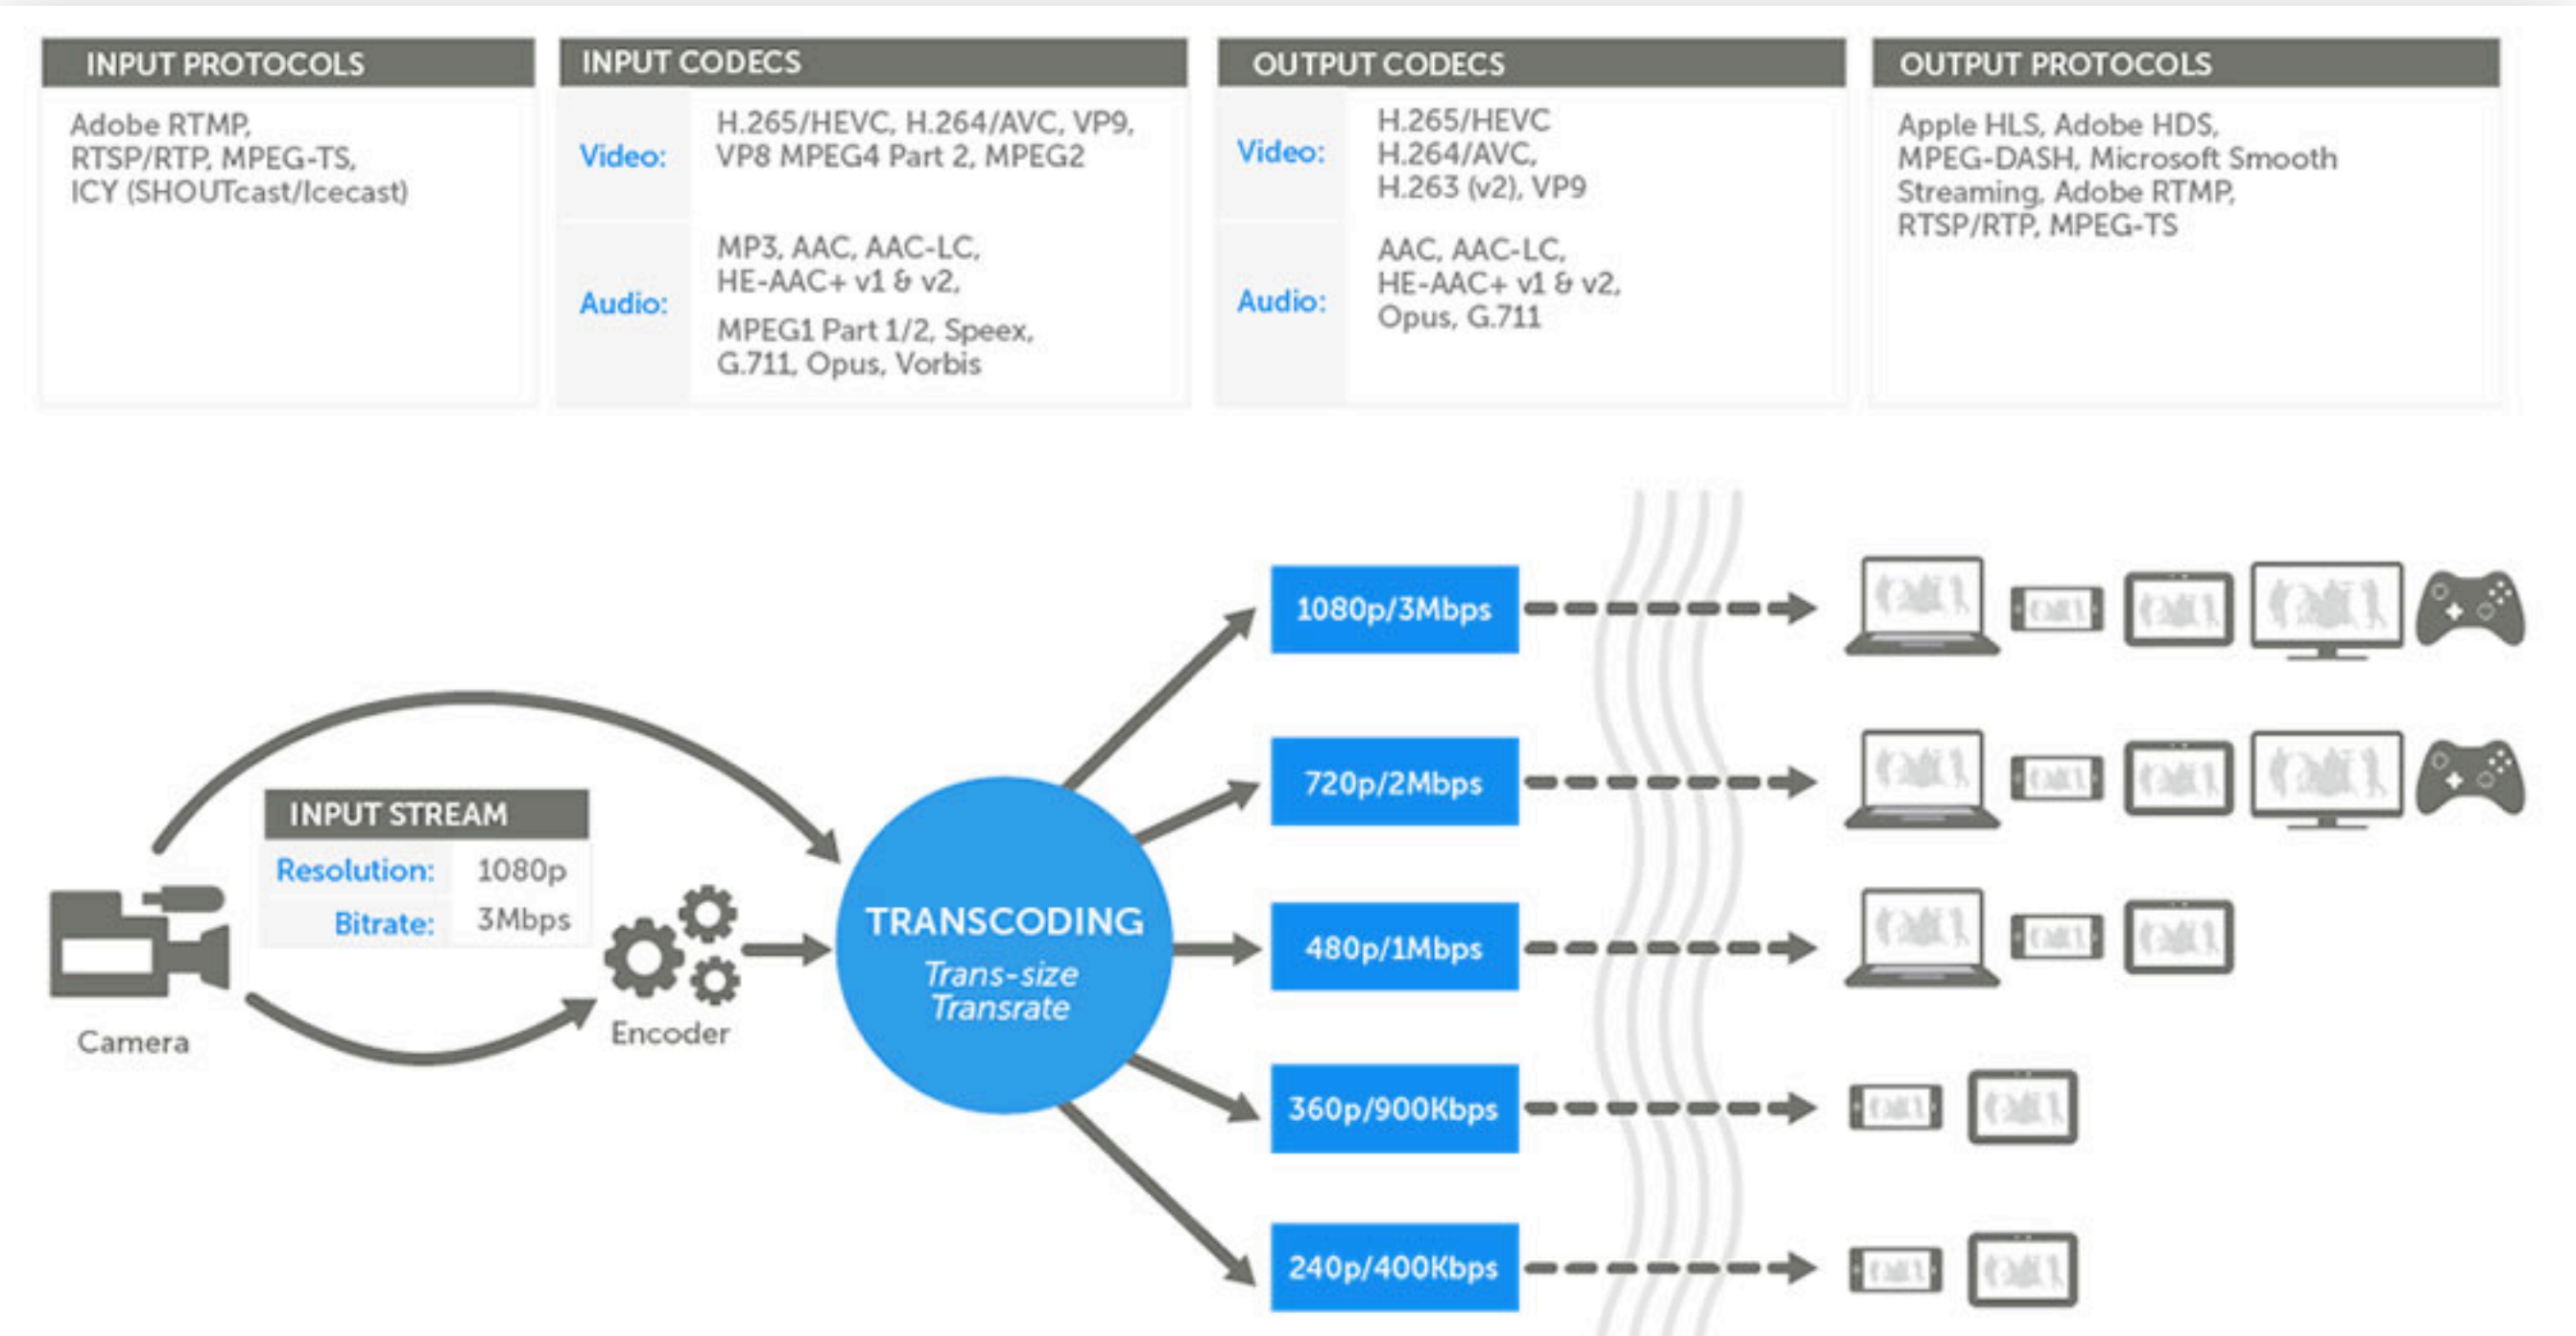 INPUT PROTOCOLS
Adobe RTMP,
RTSP/RTP, MPEG-TS,
ICY (SHOUTcast/Icecast)
INPUT CODECS
Video:
H.265/HEVC, H.264/AVC, VP9,
VP8 MPEG4 Part 2, MPEG2
Audio:
MP3, AAC, AAC-LC,
HE-AAC+ v1 & v2,
MPEG1 Part 1/2, Speex,
G.711, Opus, Vorbis
OUTPUT CODECS
Video:
H.265/HEVC
H.264/AVC,
H.263 (v2), VP9
Audio:
AAC, AAC-LC,
HE-AAC+ v1 & v2,
Opus, G.711
OUTPUT PROTOCOLS
Apple HLS, Adobe HDS,
MPEG-DASH, Microsoft Smooth
Streaming, Adobe RTMP,
RTSP/RTP, MPEG-TS
INPUT STREAM
Resolution: 1080p
Bitrate: 3Mbps
Camera
Encoder
TRANSCODING
Trans-size
Transrate
1080p/3Mbps
720p/2Mbps
480p/1Mbps
360p/900Kbps
240p/400Kbps